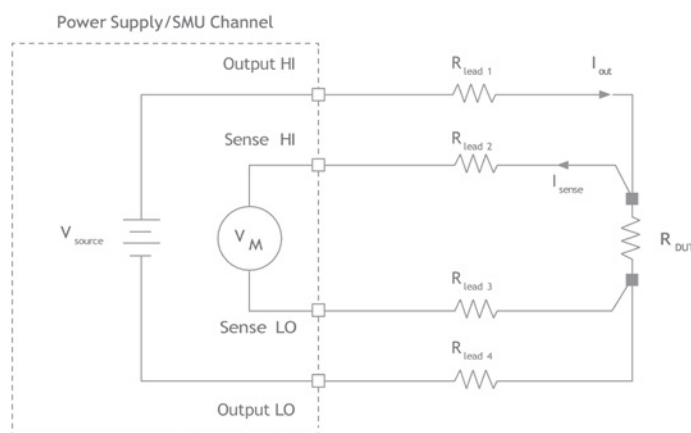 Power Supply/SMU Channel
Output HI
R lead 1
I out
Sense HI
R lead 2
I sense
V source
V M
R DUT
R lead 3
Sense LO
R lead 4
Output LO